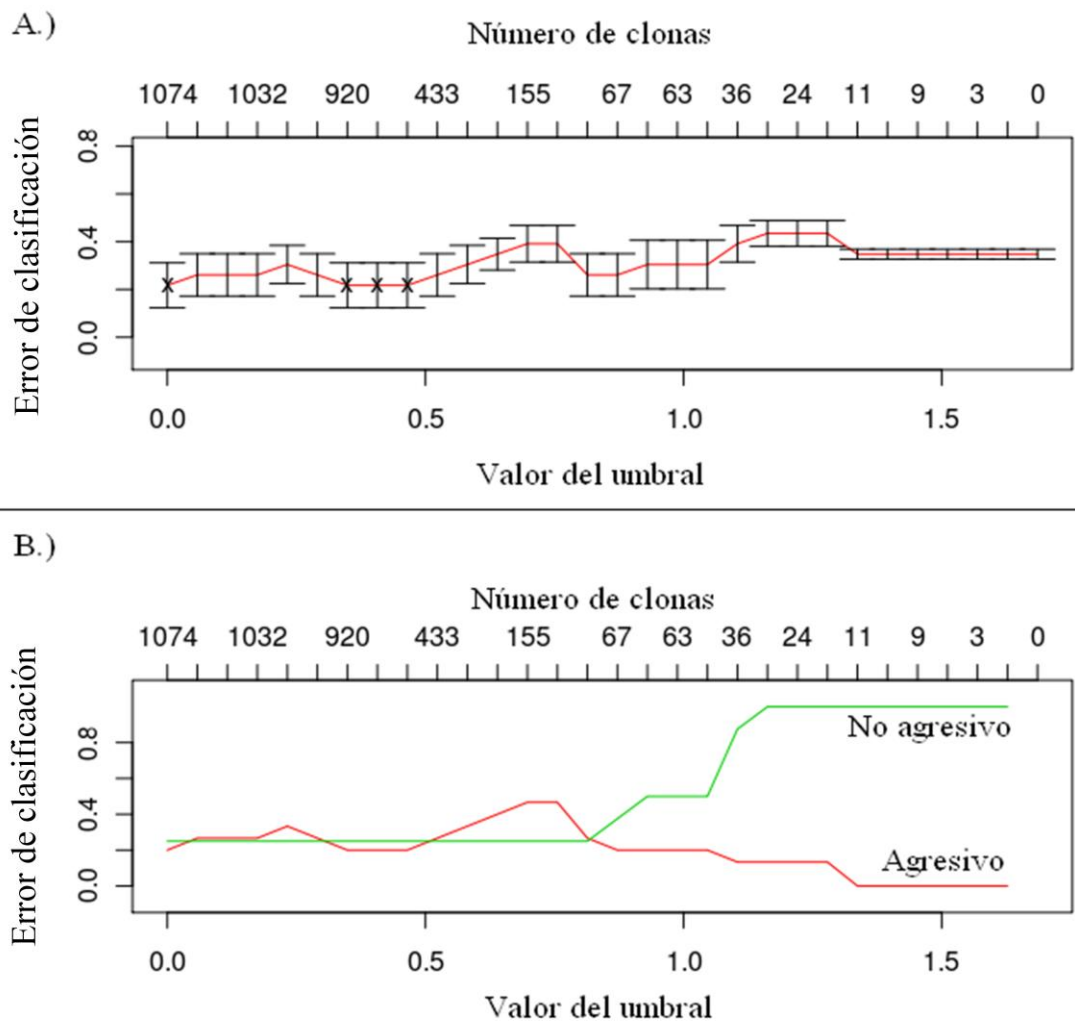 A.)
Número de clonas
1074 1032 920 433 155 67 63 36 24 11 9 3 0
Error de clasificación
0.8
0.4
0.0
0.0 0.5 1.0 1.5
Valor del umbral
B.)
Número de clonas
1074 1032 920 433 155 67 63 36 24 11 9 3 0
Error de clasificación
0.8
0.4
0.0
No agresivo
Agresivo
0.0 0.5 1.0 1.5
Valor del umbral